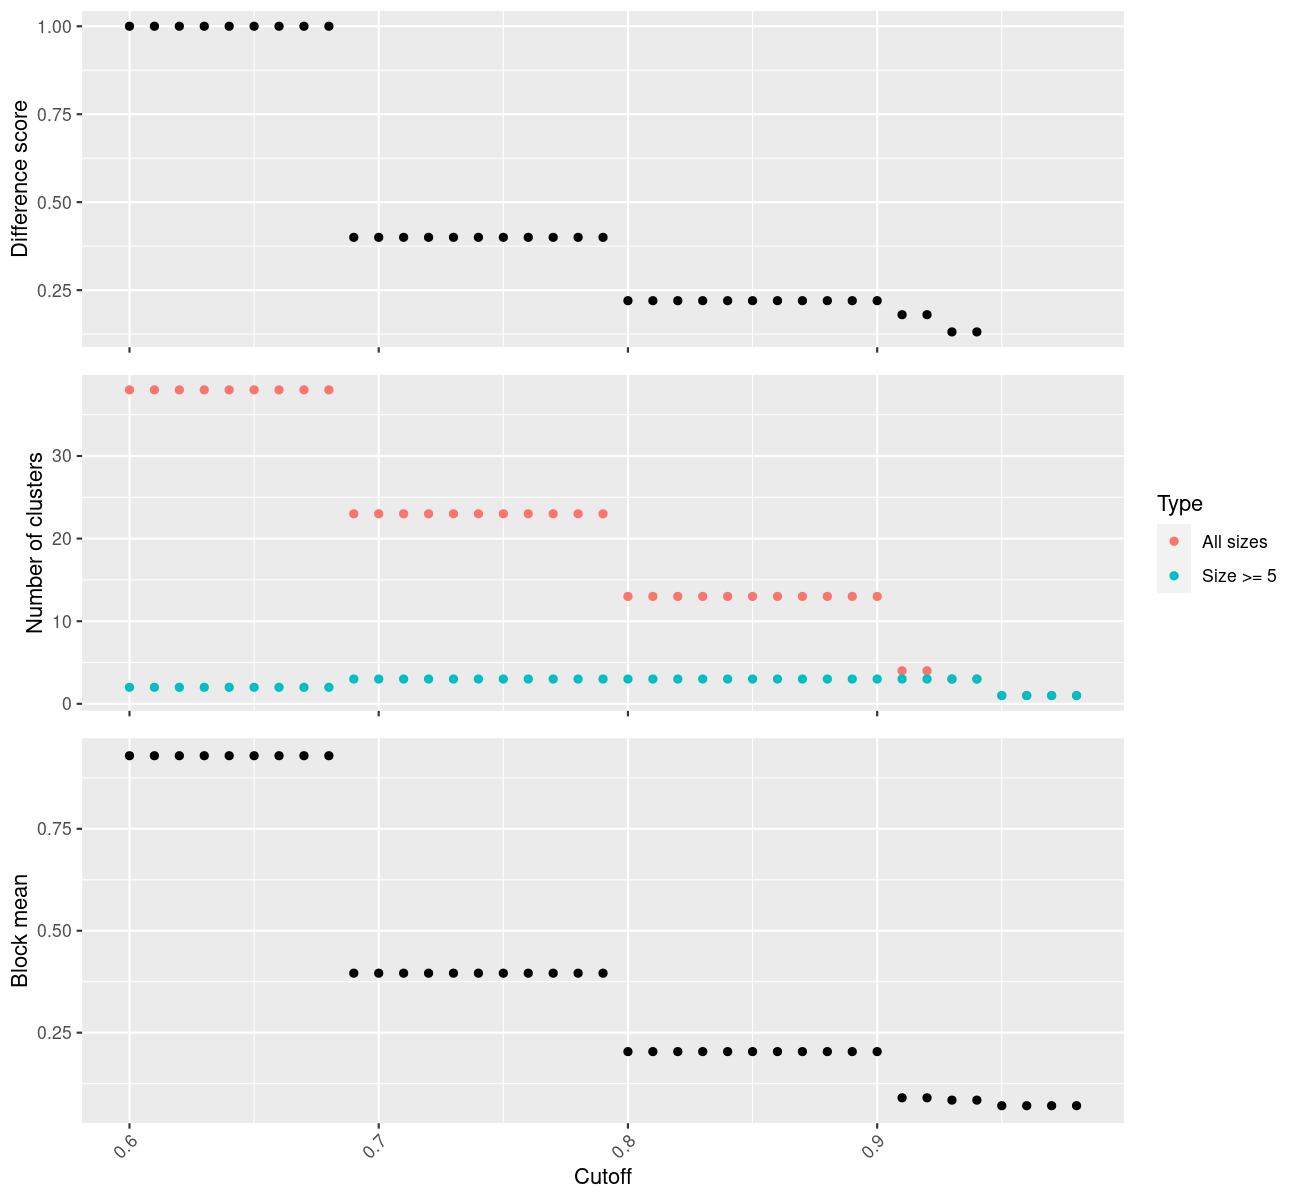 Difference score
1.00
0.75
0.50
0.25
Number of clusters
30
20
10
0
Type
All sizes
Size >= 5
Block mean
0.75
0.50
0.25
0.6
0.7
0.8
0.9
Cutoff